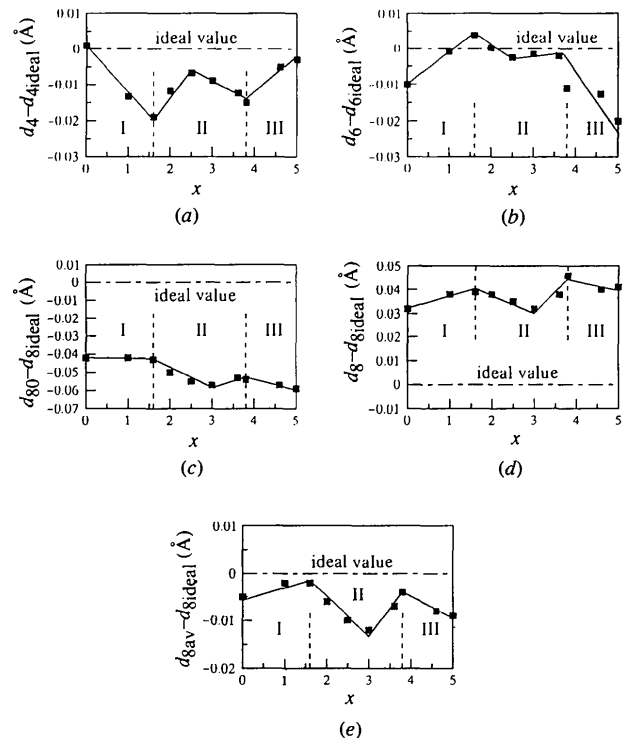 0.01
0
-0.01
-0.02
-0.03
d4–d4ideal (Å)
ideal value
I
II
III
0 1 2 3 4 5
x
(a)
0.01
0
-0.01
-0.02
-0.03
d6–d6ideal (Å)
ideal value
I
II
III
0 1 2 3 4 5
x
(b)
0.01
0
-0.01
-0.02
-0.03
-0.04
-0.05
-0.06
-0.07
d80–d8ideal (Å)
ideal value
I
II
III
0 1 2 3 4 5
x
(c)
0.05
0.04
0.03
0.02
0.01
0
-0.01
d8–d8ideal (Å)
I
II
III
ideal value
0 1 2 3 4 5
x
(d)
0.01
0
-0.01
-0.02
d8av–d8ideal (Å)
ideal value
I
II
III
0 1 2 3 4 5
x
(e)